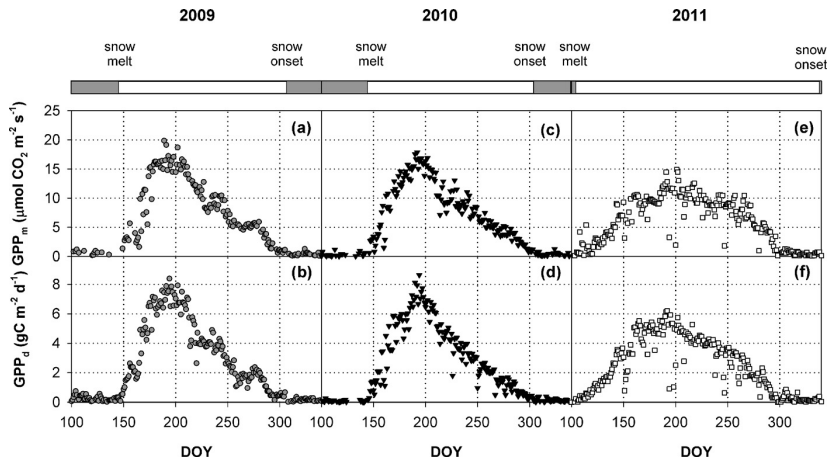 2009 2010 2011
snow melt snow onset snow melt snow onset snow melt snow onset
25
20
15
10
5
0
GPPm (μmol CO2 m-2 s-1)
(a) (c) (e)
8
6
4
2
0
GPPd (gC m-2 d-1)
(b) (d) (f)
100 150 200 250 100 150 200 250 100 150 200 250 300
DOY DOY DOY